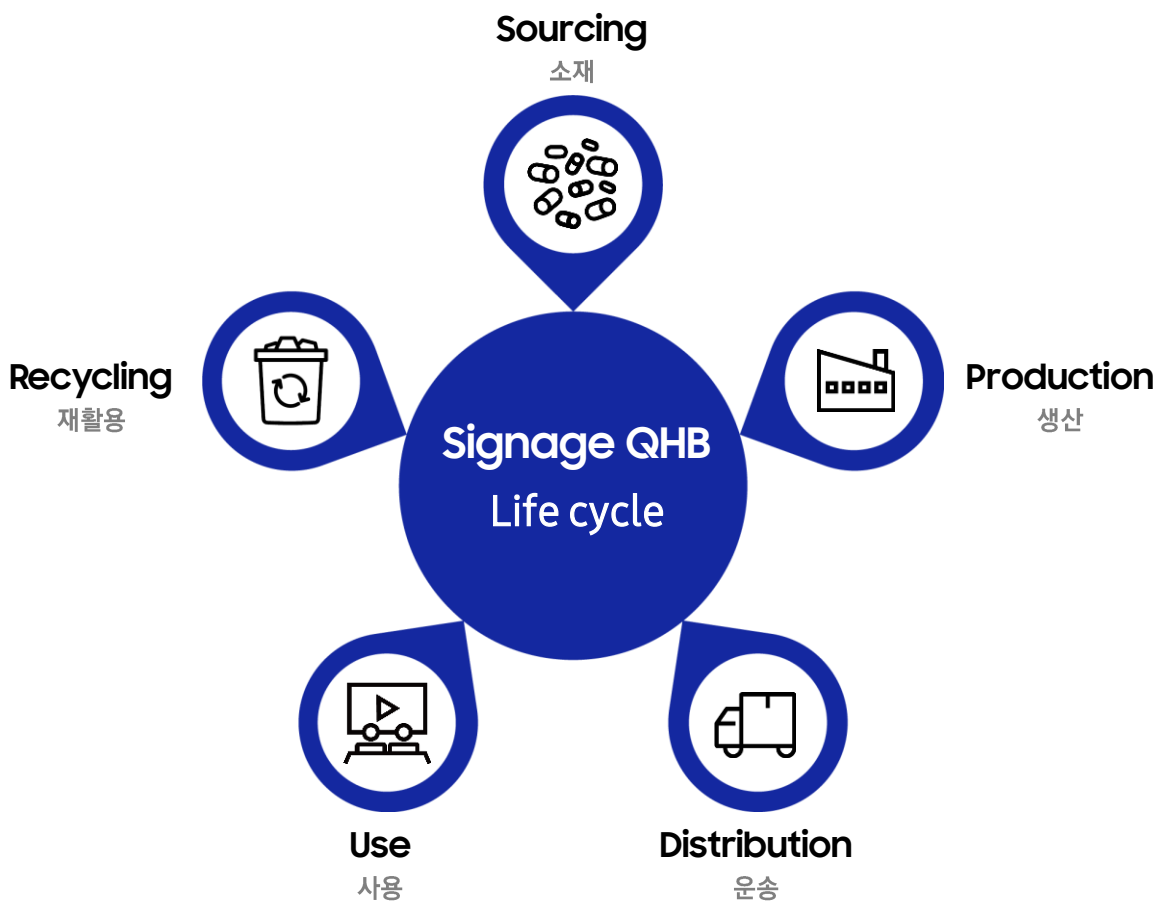 Sourcing
소재
Recycling
재활용
Signage QHB
Life cycle
Production
생산
Use
사용
Distribution
운송